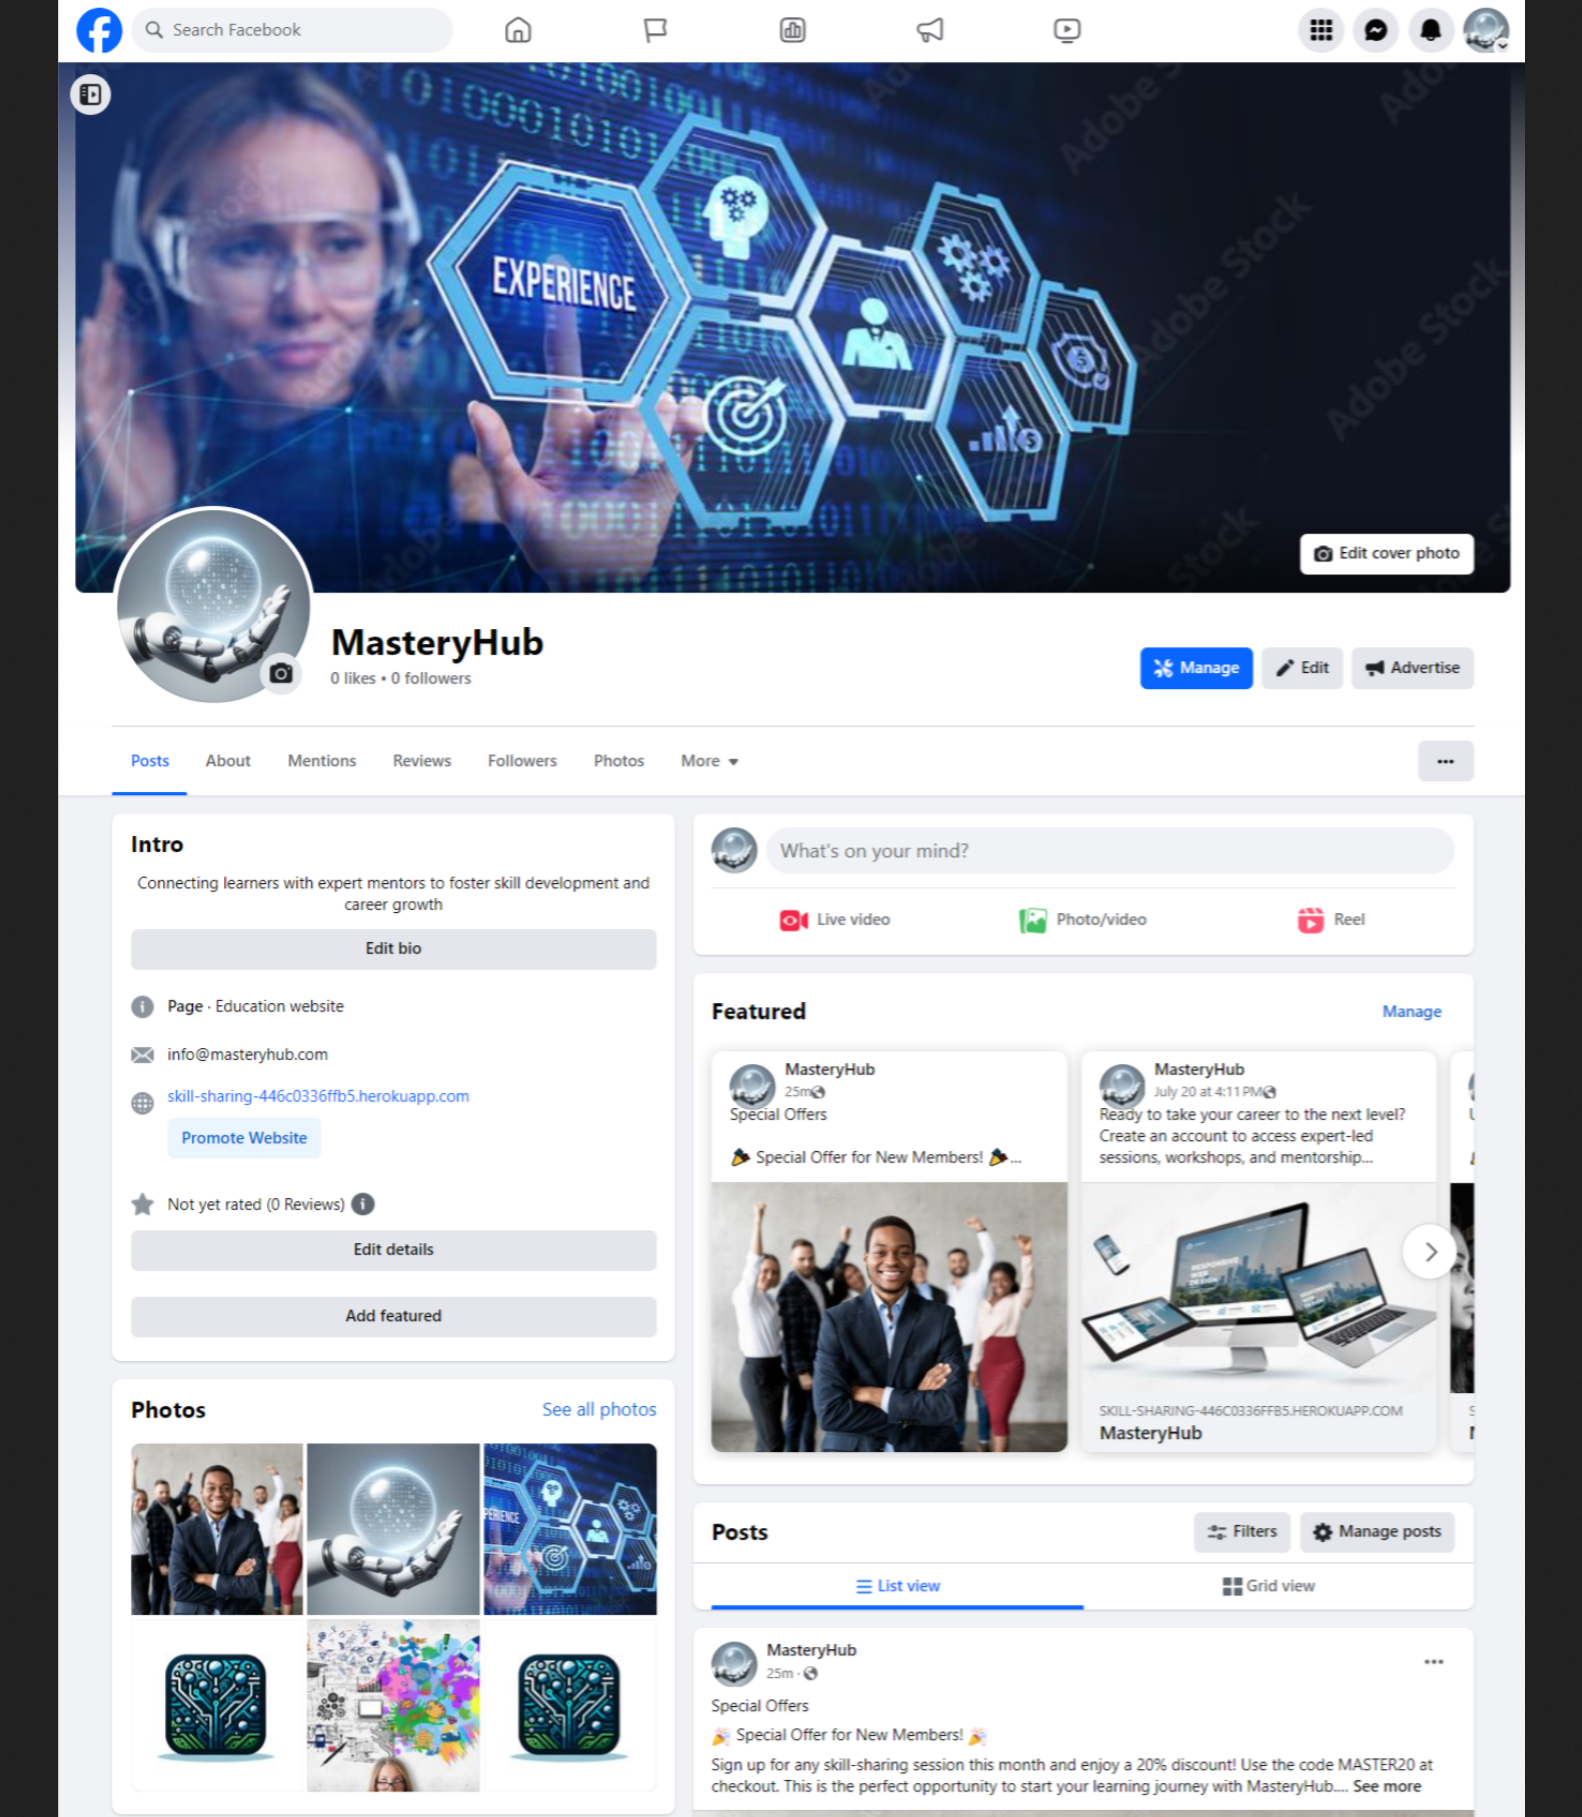 Search Facebook
EXPERIENCE
Adobe Stock
Adobe Stock
Adobe Stock
Edit cover photo
MasteryHub
0 likes • 0 followers
Manage
Edit
Advertise
Posts
About
Mentions
Reviews
Followers
Photos
More
Intro
Connecting learners with expert mentors to foster skill development and
career growth
Edit bio
Page · Education website
info@masteryhub.com
skill-sharing-446c0336ffb5.herokuapp.com
Promote Website
Not yet rated (0 Reviews)
Edit details
Add featured
Photos
See all photos
What's on your mind?
Live video
Photo/video
Reel
Featured
Manage
MasteryHub
25m
Special Offers
🎉 Special Offer for New Members! 🎉...
MasteryHub
July 20 at 4:11 PM
Ready to take your career to the next level?
Create an account to access expert-led
sessions, workshops, and mentorship...
RESPONSIVE
WEB
DESIGN
SKILL-SHARING-446C0336FFB5.HEROKUAPP.COM
MasteryHub
Posts
Filters
Manage posts
List view
Grid view
MasteryHub
25m ·
Special Offers
🎉 Special Offer for New Members! 🎉
Sign up for any skill-sharing session this month and enjoy a 20% discount! Use the code MASTER20 at
checkout. This is the perfect opportunity to start your learning journey with MasteryHub.... See more